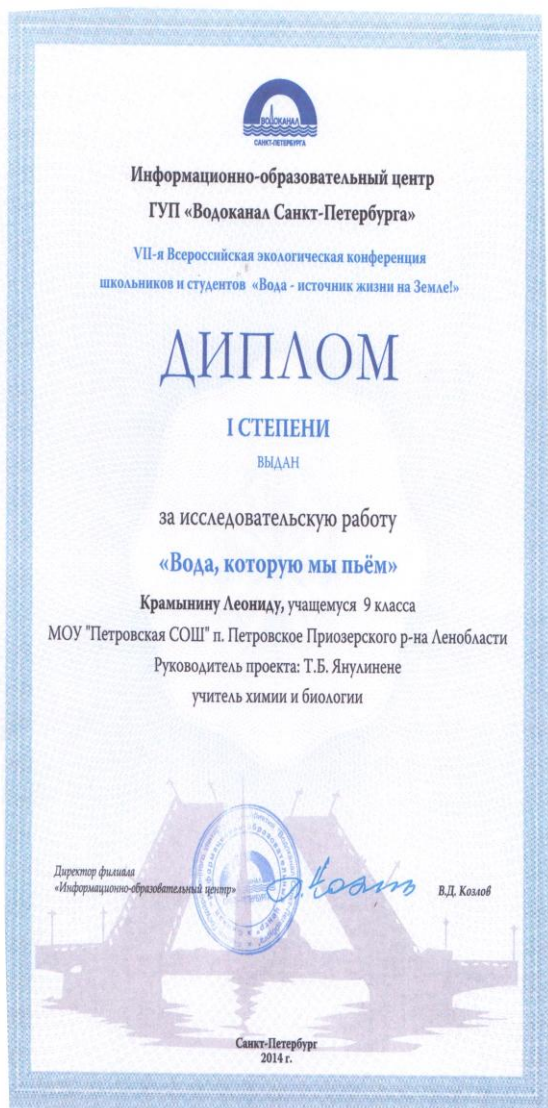 ВОДОКАНАЛ
САНКТ-ПЕТЕРБУРГА
Информационно-образовательный центр
ГУП «Водоканал Санкт-Петербурга»
VII-я Всероссийская экологическая конференция
школьников и студентов «Вода - источник жизни на Земле!»
ДИПЛОМ
I СТЕПЕНИ
ВЫДАН
за исследовательскую работу
«Вода, которую мы пьём»
Крамынину Леониду, учащемуся 9 класса
МОУ "Петровская СОШ" п. Петровское Приозерского р-на Ленобласти
Руководитель проекта: Т.Б. Янулинене
учитель химии и биологии
Директор филиала
«Информационно-образовательный центр»
В.Д. Козлов
Санкт-Петербург
2014 г.